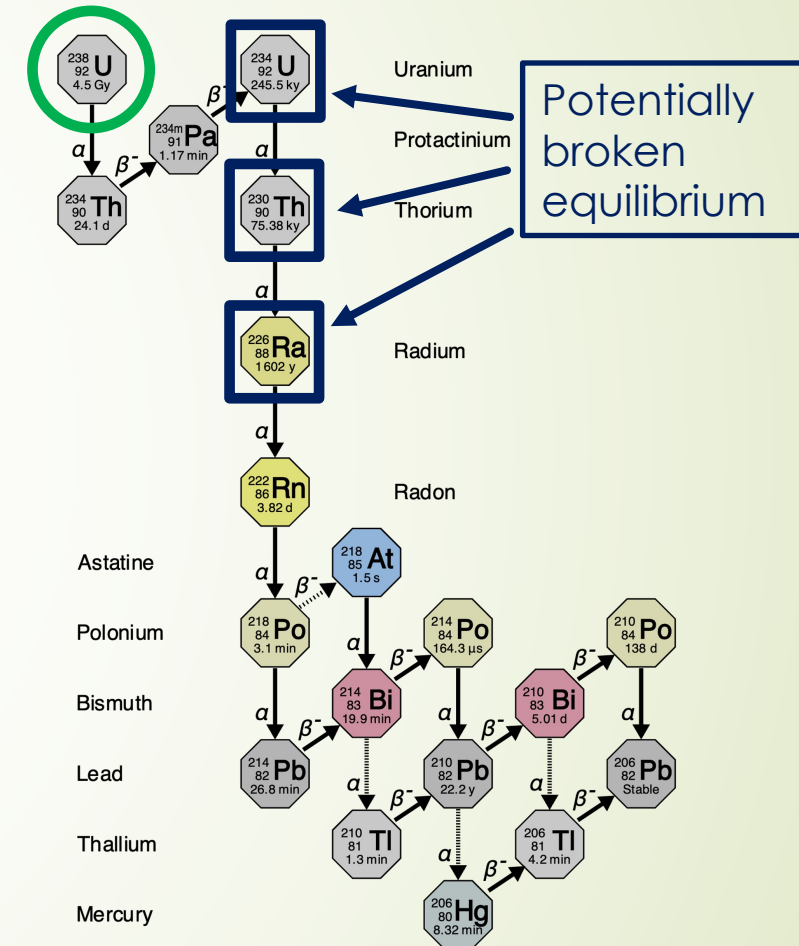 238
92 U
4.5 Gy
α
234
90 Th
24.1 d
β-
234m
91 Pa
1.17 min
β-
234
92 U
245.5 ky
α
230
90 Th
75.38 ky
α
226
88 Ra
1602 y
α
222
86 Rn
3.82 d
α
Uranium
Protactinium
Thorium
Radium
Radon
Potentially
broken
equilibrium
Astatine
218
85 At
1.5 s
β-
α
Polonium
218
84 Po
3.1 min
214
84 Po
164.3 µs
210
84 Po
138 d
α
β-
α
β-
α
Bismuth
214
83 Bi
19.9 min
210
83 Bi
5.01 d
β-
β-
Lead
214
82 Pb
26.8 min
210
82 Pb
22.2 y
206
82 Pb
Stable
α
β-
α
α
β-
Thallium
210
81 Tl
1.3 min
206
81 Tl
4.2 min
β-
Mercury
206
80 Hg
8.32 min